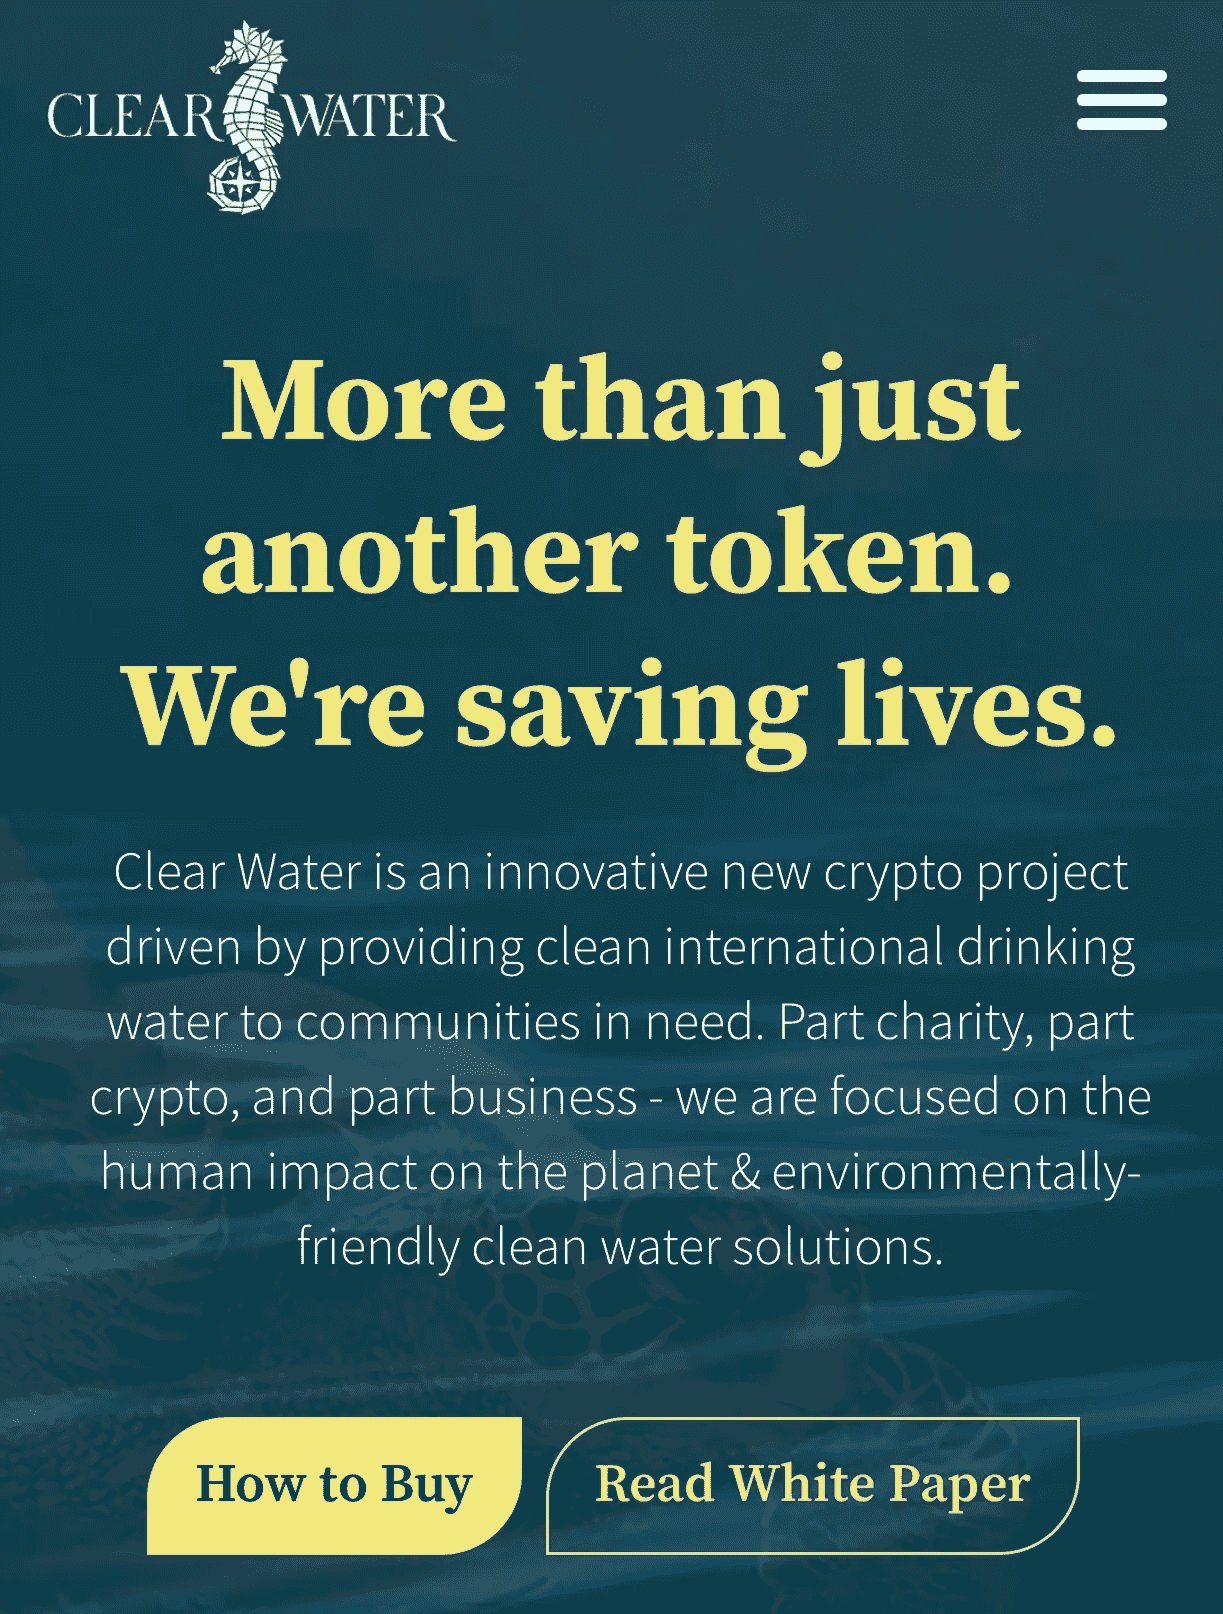 CLEAR WATER
More than just
another token.
We're saving lives.
Clear Water is an innovative new crypto project
driven by providing clean international drinking
water to communities in need. Part charity, part
crypto, and part business - we are focused on the
human impact on the planet & environmentally-
friendly clean water solutions.
How to Buy
Read White Paper